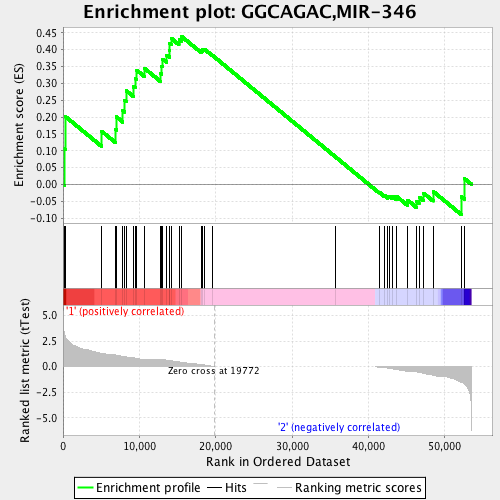 Enrichment plot: GGCAGAC,MIR-346
Enrichment score (ES)
0.45
0.40
0.35
0.30
0.25
0.20
0.15
0.10
0.05
0.00
-0.05
-0.10
'1' (positively correlated)
Ranked list metric (tTest)
5.0
2.5
0.0
-2.5
-5.0
Zero cross at 19772
'2' (negatively correlated)
0 10,000 20,000 30,000 40,000 50,000
Rank in Ordered Dataset
Enrichment profile Hits Ranking metric scores